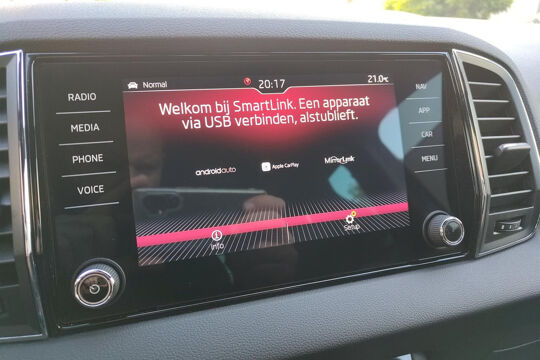 RADIO
MEDIA
PHONE
VOICE
Normal
20:17
21.0°C
Welkom bij SmartLink. Een apparaat
via USB verbinden, alstublieft.
androidauto
Apple CarPlay
MirrorLink
Info
Setup
NAV
APP
CAR
MENU